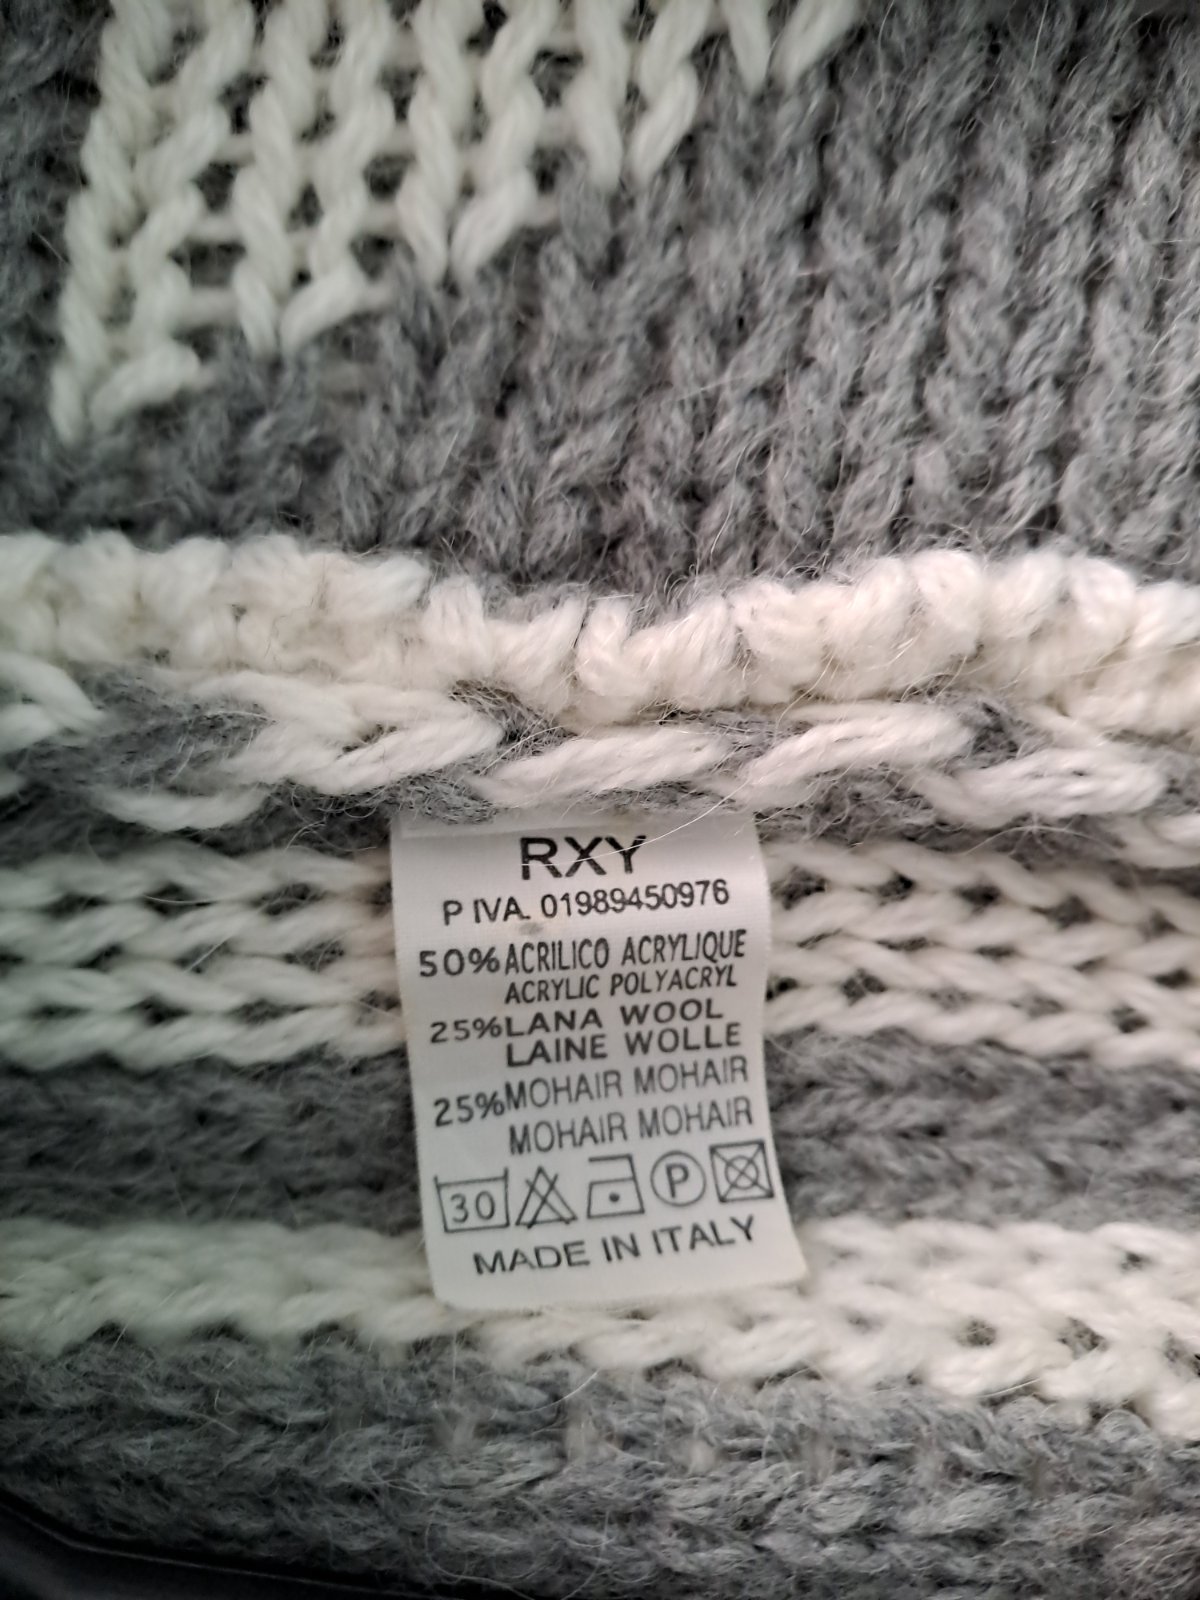 RXY
P IVA. 01989450976
50% ACRILICO ACRYLIQUE
ACRYLIC POLYACRYL
25% LANA WOOL
LAINE WOLLE
25% MOHAIR MOHAIR
MOHAIR MOHAIR
30 P
MADE IN ITALY